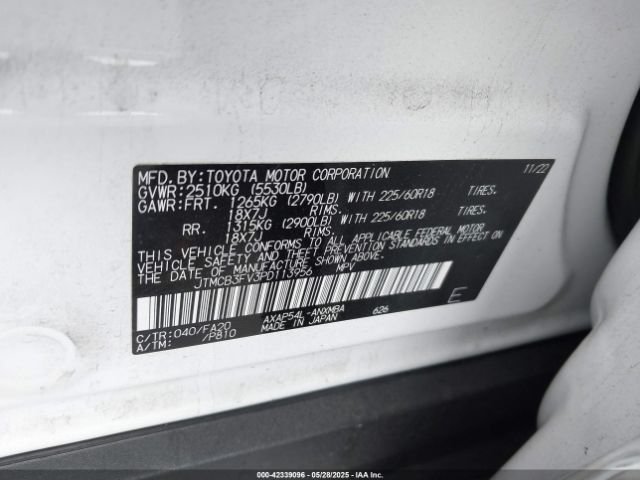 MFD.BY:TOYOTA MOTOR CORPORATION 11/22
GVWR:2510KG (5530LB)
GAWR:FRT. 1265KG (2790LB) WITH 225/60R18 TIRES.
18X7J RIMS.
RR. 1315KG (2900LB) WITH 225/60R18 TIRES.
18X7J RIMS.
THIS VEHICLE CONFORMS TO ALL APPLICABLE FEDERAL MOTOR
VEHICLE SAFETY AND THEFT PREVENTION STANDARDS IN EFFECT
ON THE DATE OF MANUFACTURE SHOWN ABOVE.
JTMCB3FV3PD113956 MPV
E
C/TR:040/FA20 AXAP54L-ANXMBA 626
A/TM: /P810 MADE IN JAPAN
000-42339096 - 05/28/2025 - IAAI.COM